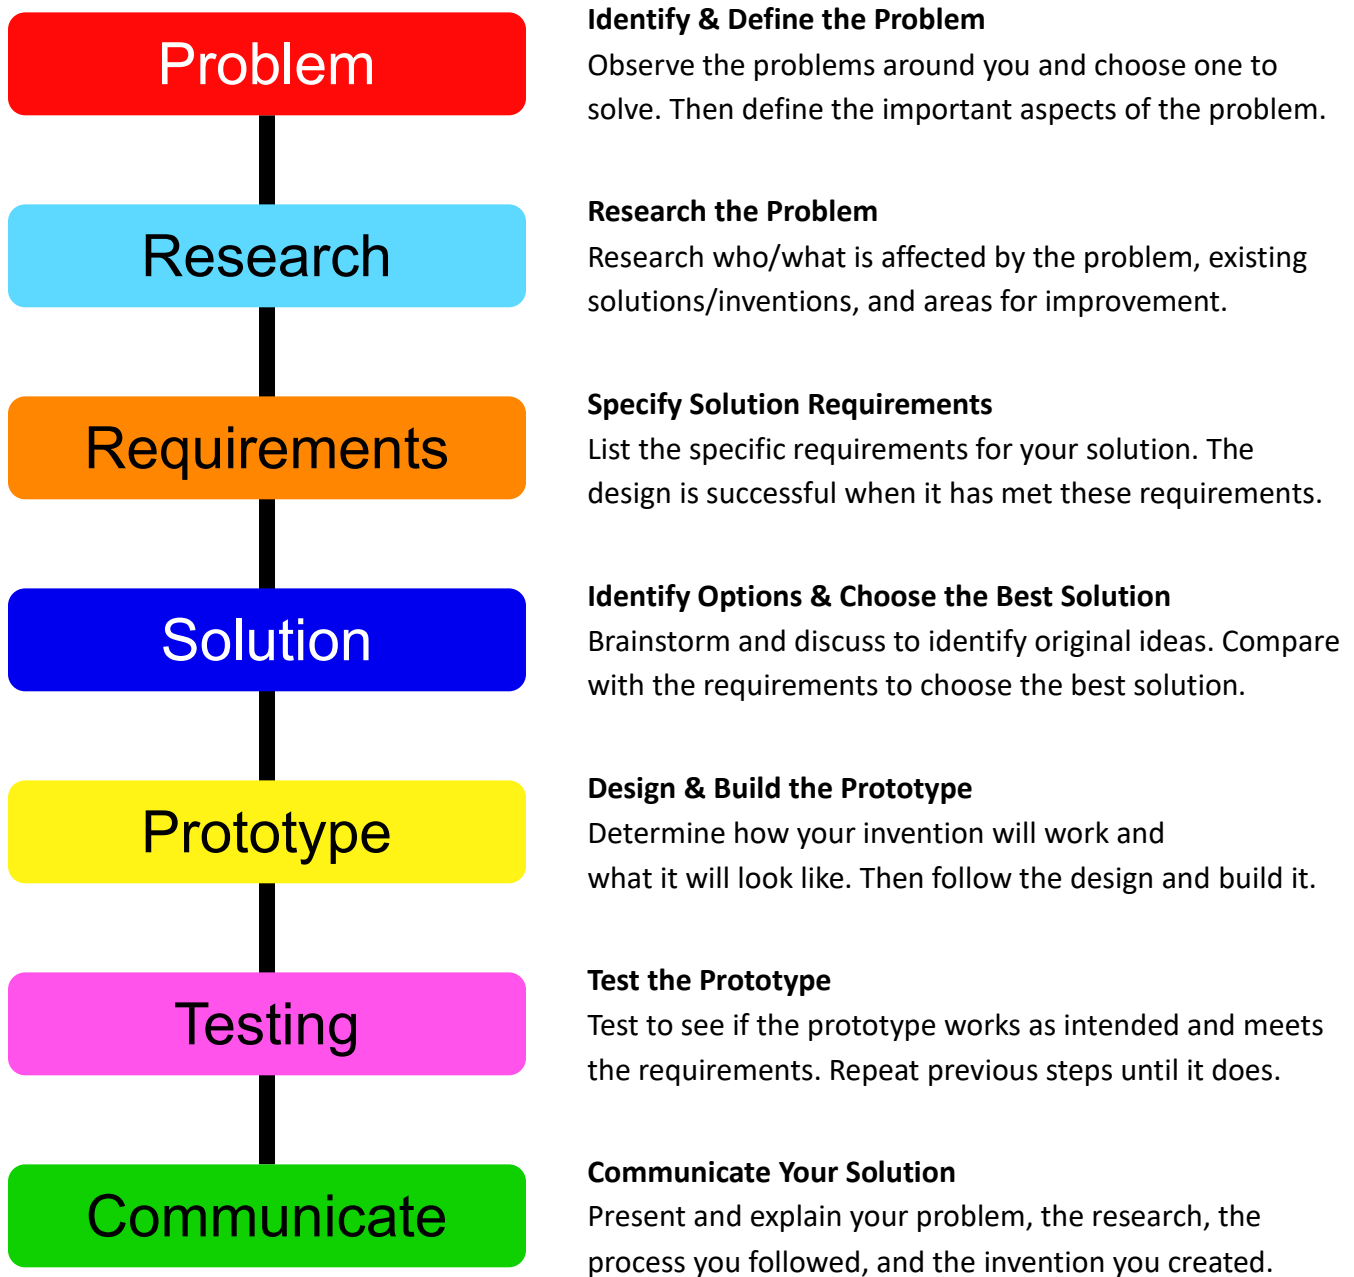 Problem
Identify & Define the Problem
Observe the problems around you and choose one to
solve. Then define the important aspects of the problem.
Research
Research the Problem
Research who/what is affected by the problem, existing
solutions/inventions, and areas for improvement.
Requirements
Specify Solution Requirements
List the specific requirements for your solution. The
design is successful when it has met these requirements.
Solution
Identify Options & Choose the Best Solution
Brainstorm and discuss to identify original ideas. Compare
with the requirements to choose the best solution.
Prototype
Design & Build the Prototype
Determine how your invention will work and
what it will look like. Then follow the design and build it.
Testing
Test the Prototype
Test to see if the prototype works as intended and meets
the requirements. Repeat previous steps until it does.
Communicate
Communicate Your Solution
Present and explain your problem, the research, the
process you followed, and the invention you created.